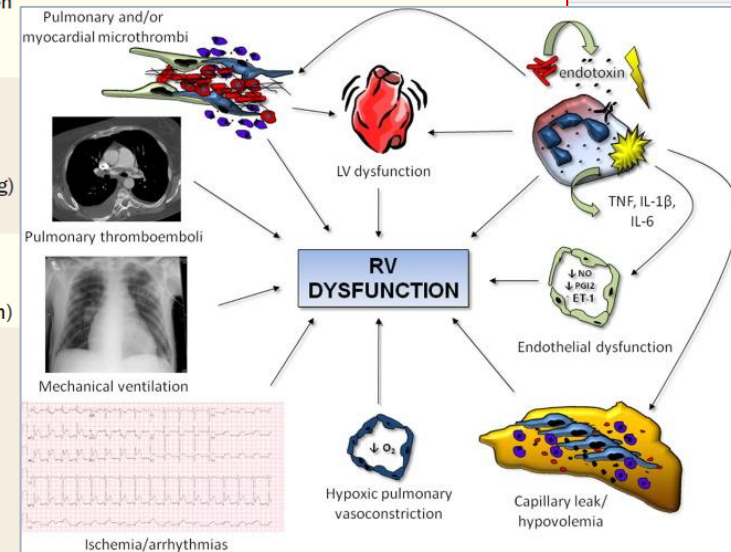 on
g)
n)
Pulmonary and/or
myocardial microthrombi
endotoxin
LV dysfunction
TNF, IL-1β,
IL-6
Pulmonary thromboemboli
RV
DYSFUNCTION
↓ NO
↓ PGI2
ET-1
Endothelial dysfunction
Mechanical ventilation
↓ O₂
Hypoxic pulmonary
vasoconstriction
Capillary leak/
hypovolemia
Ischemia/arrhythmias